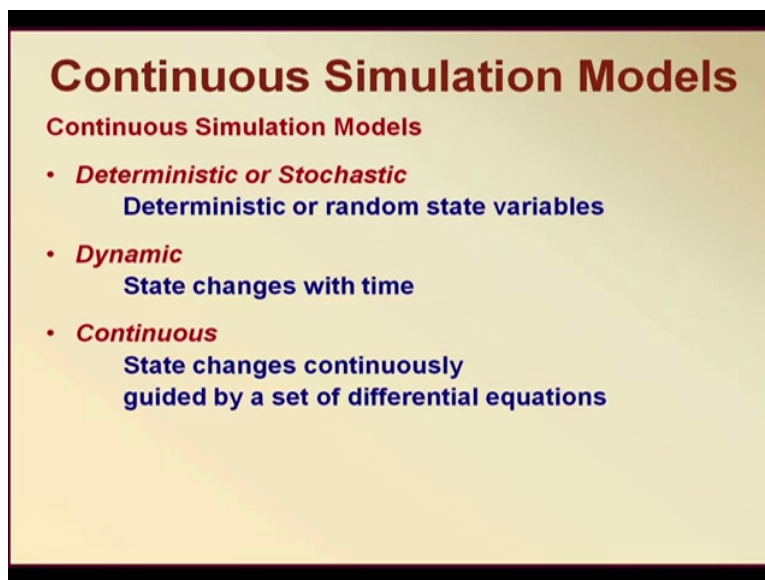 Continuous Simulation Models
Continuous Simulation Models
• Deterministic or Stochastic
Deterministic or random state variables
• Dynamic
State changes with time
• Continuous
State changes continuously
guided by a set of differential equations